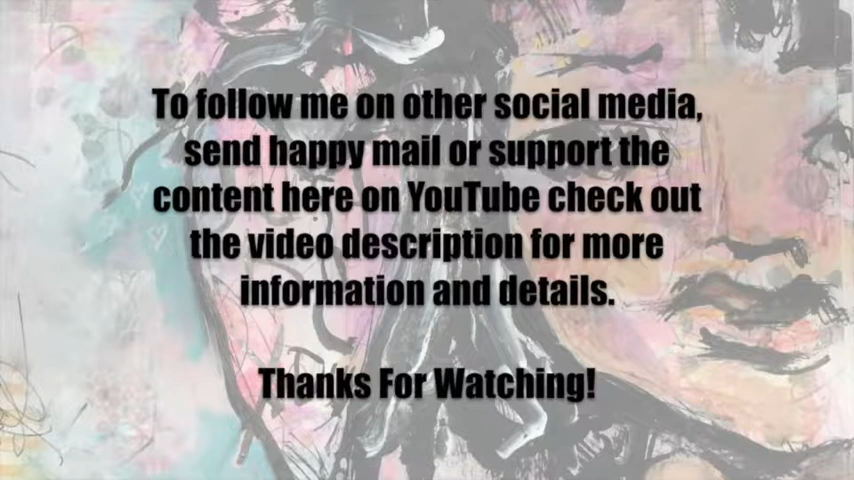 To follow me on other social media,
send happy mail or support the
content here on YouTube check out
the video description for more
information and details.
Thanks For Watching!